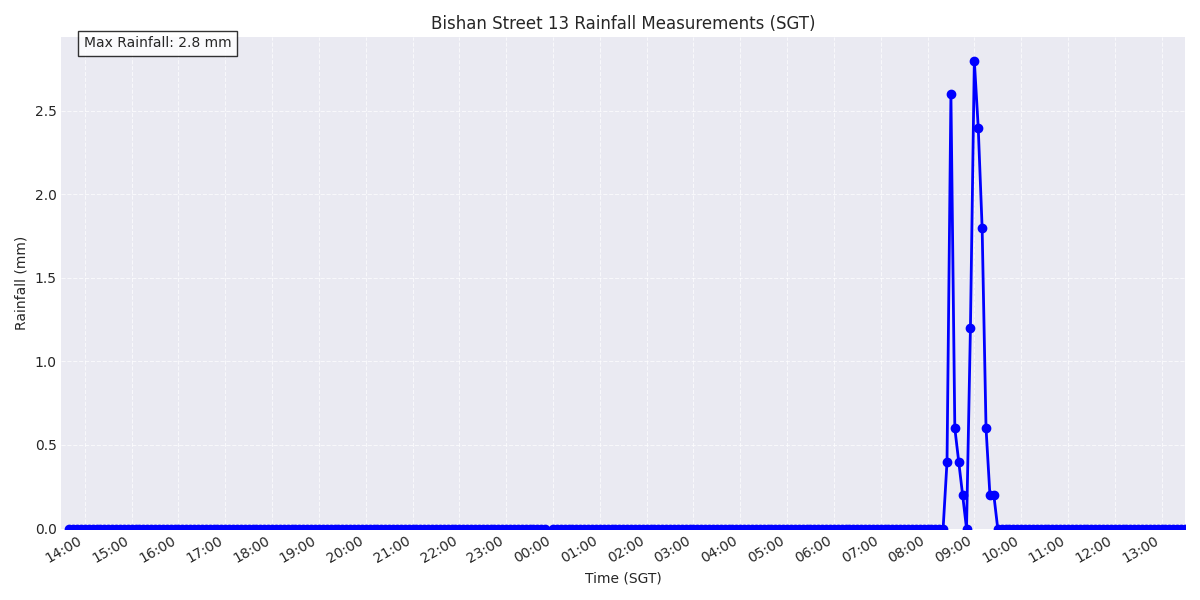 Bishan Street 13 Rainfall Measurements (SGT)
Max Rainfall: 2.8 mm
Rainfall (mm)
2.5
2.0
1.5
1.0
0.5
0.0
14:00 15:00 16:00 17:00 18:00 19:00 20:00 21:00 22:00 23:00 00:00 01:00 02:00 03:00 04:00 05:00 06:00 07:00 08:00 09:00 10:00 11:00 12:00 13:00
Time (SGT)